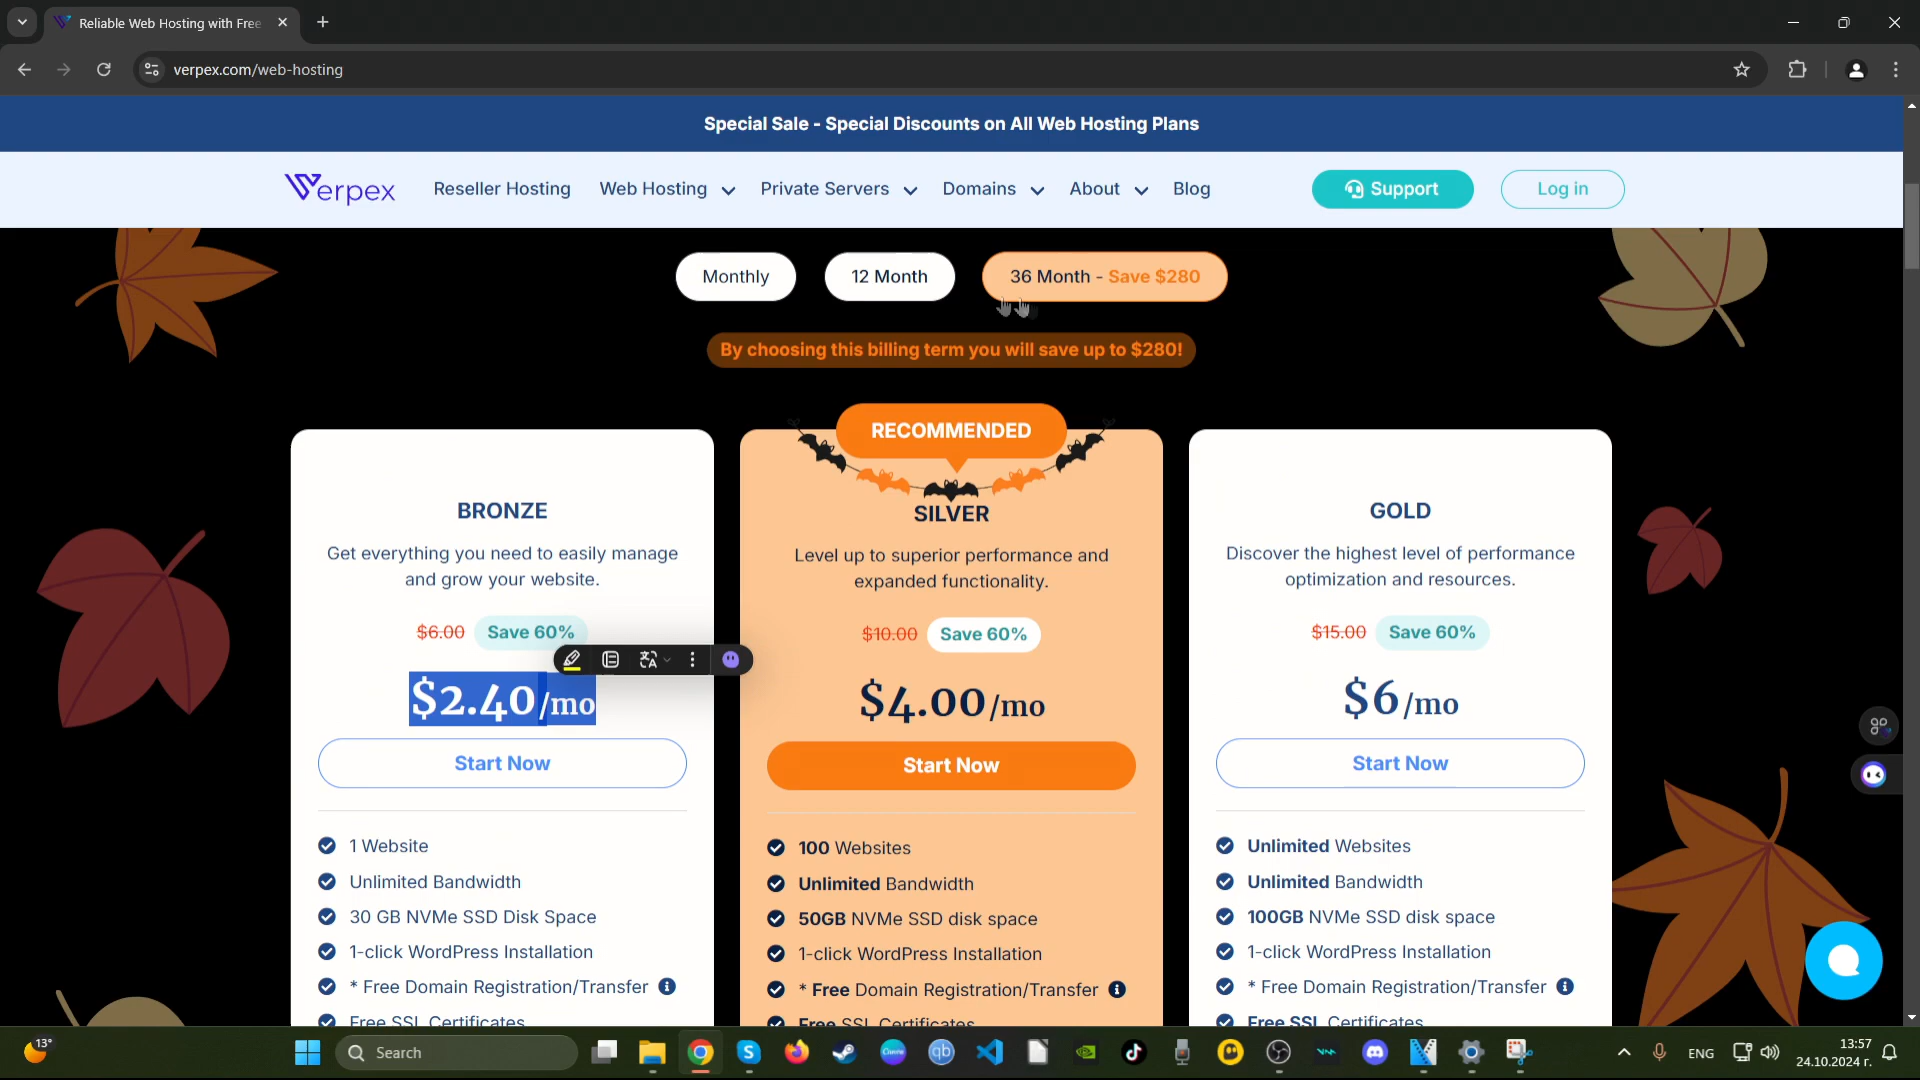 Reliable Web Hosting with Free
verpex.com/web-hosting
Special Sale - Special Discounts on All Web Hosting Plans
Verpex
Reseller Hosting
Web Hosting
Private Servers
Domains
About
Blog
Support
Log in
Monthly
12 Month
36 Month - Save $280
By choosing this billing term you will save up to $280!
RECOMMENDED
BRONZE
Get everything you need to easily manage
and grow your website.
$6.00 Save 60%
$2.40/mo
Start Now
1 Website
Unlimited Bandwidth
30 GB NVMe SSD Disk Space
1-click WordPress Installation
* Free Domain Registration/Transfer
Free SSL Certificates
SILVER
Level up to superior performance and
expanded functionality.
$10.00 Save 60%
$4.00/mo
Start Now
100 Websites
Unlimited Bandwidth
50GB NVMe SSD disk space
1-click WordPress Installation
* Free Domain Registration/Transfer
Free SSL Certificates
GOLD
Discover the highest level of performance
optimization and resources.
$15.00 Save 60%
$6/mo
Start Now
Unlimited Websites
Unlimited Bandwidth
100GB NVMe SSD disk space
1-click WordPress Installation
* Free Domain Registration/Transfer
Free SSL Certificates
13°
Search
Canva
qb
ENG
13:57
24.10.2024 г.